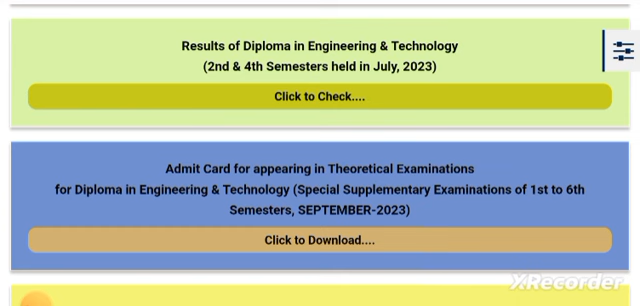 Results of Diploma in Engineering & Technology
(2nd & 4th Semesters held in July, 2023)
Click to Check....
Admit Card for appearing in Theoretical Examinations
for Diploma in Engineering & Technology (Special Supplementary Examinations of 1st to 6th
Semesters, SEPTEMBER-2023)
Click to Download....
XRecorder